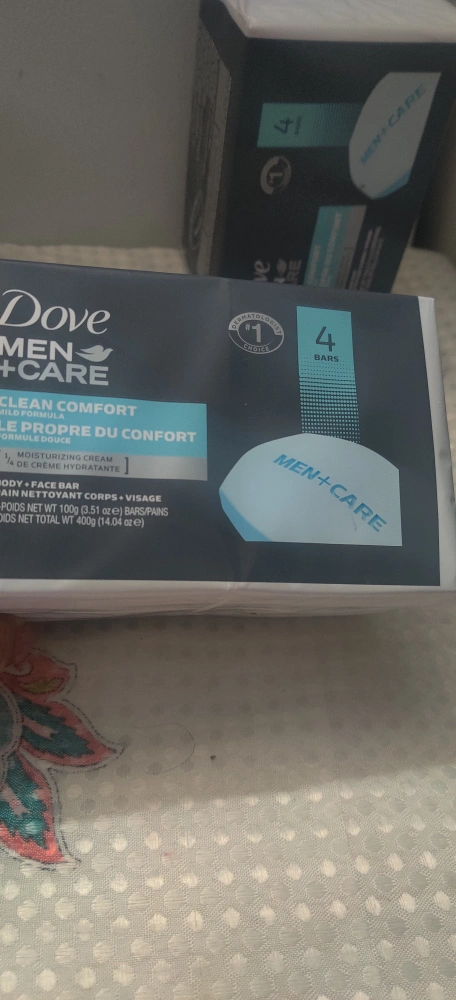 4
BARS
MEN+CARE
#1
Dove
MEN
+CARE
CLEAN COMFORT
MILD FORMULA
LE PROPRE DU CONFORT
FORMULE DOUCE
1/4 MOISTURIZING CREAM
DE CRÈME HYDRATANTE
BODY + FACE BAR
PAIN NETTOYANT CORPS + VISAGE
POIDS NET WT 100g (3.51 oz e) BARS/PAINS
POIDS NET TOTAL WT 400g (14.04 oz e)
DERMATOLOGIST
#1
CHOICE
4
BARS
MEN+CARE